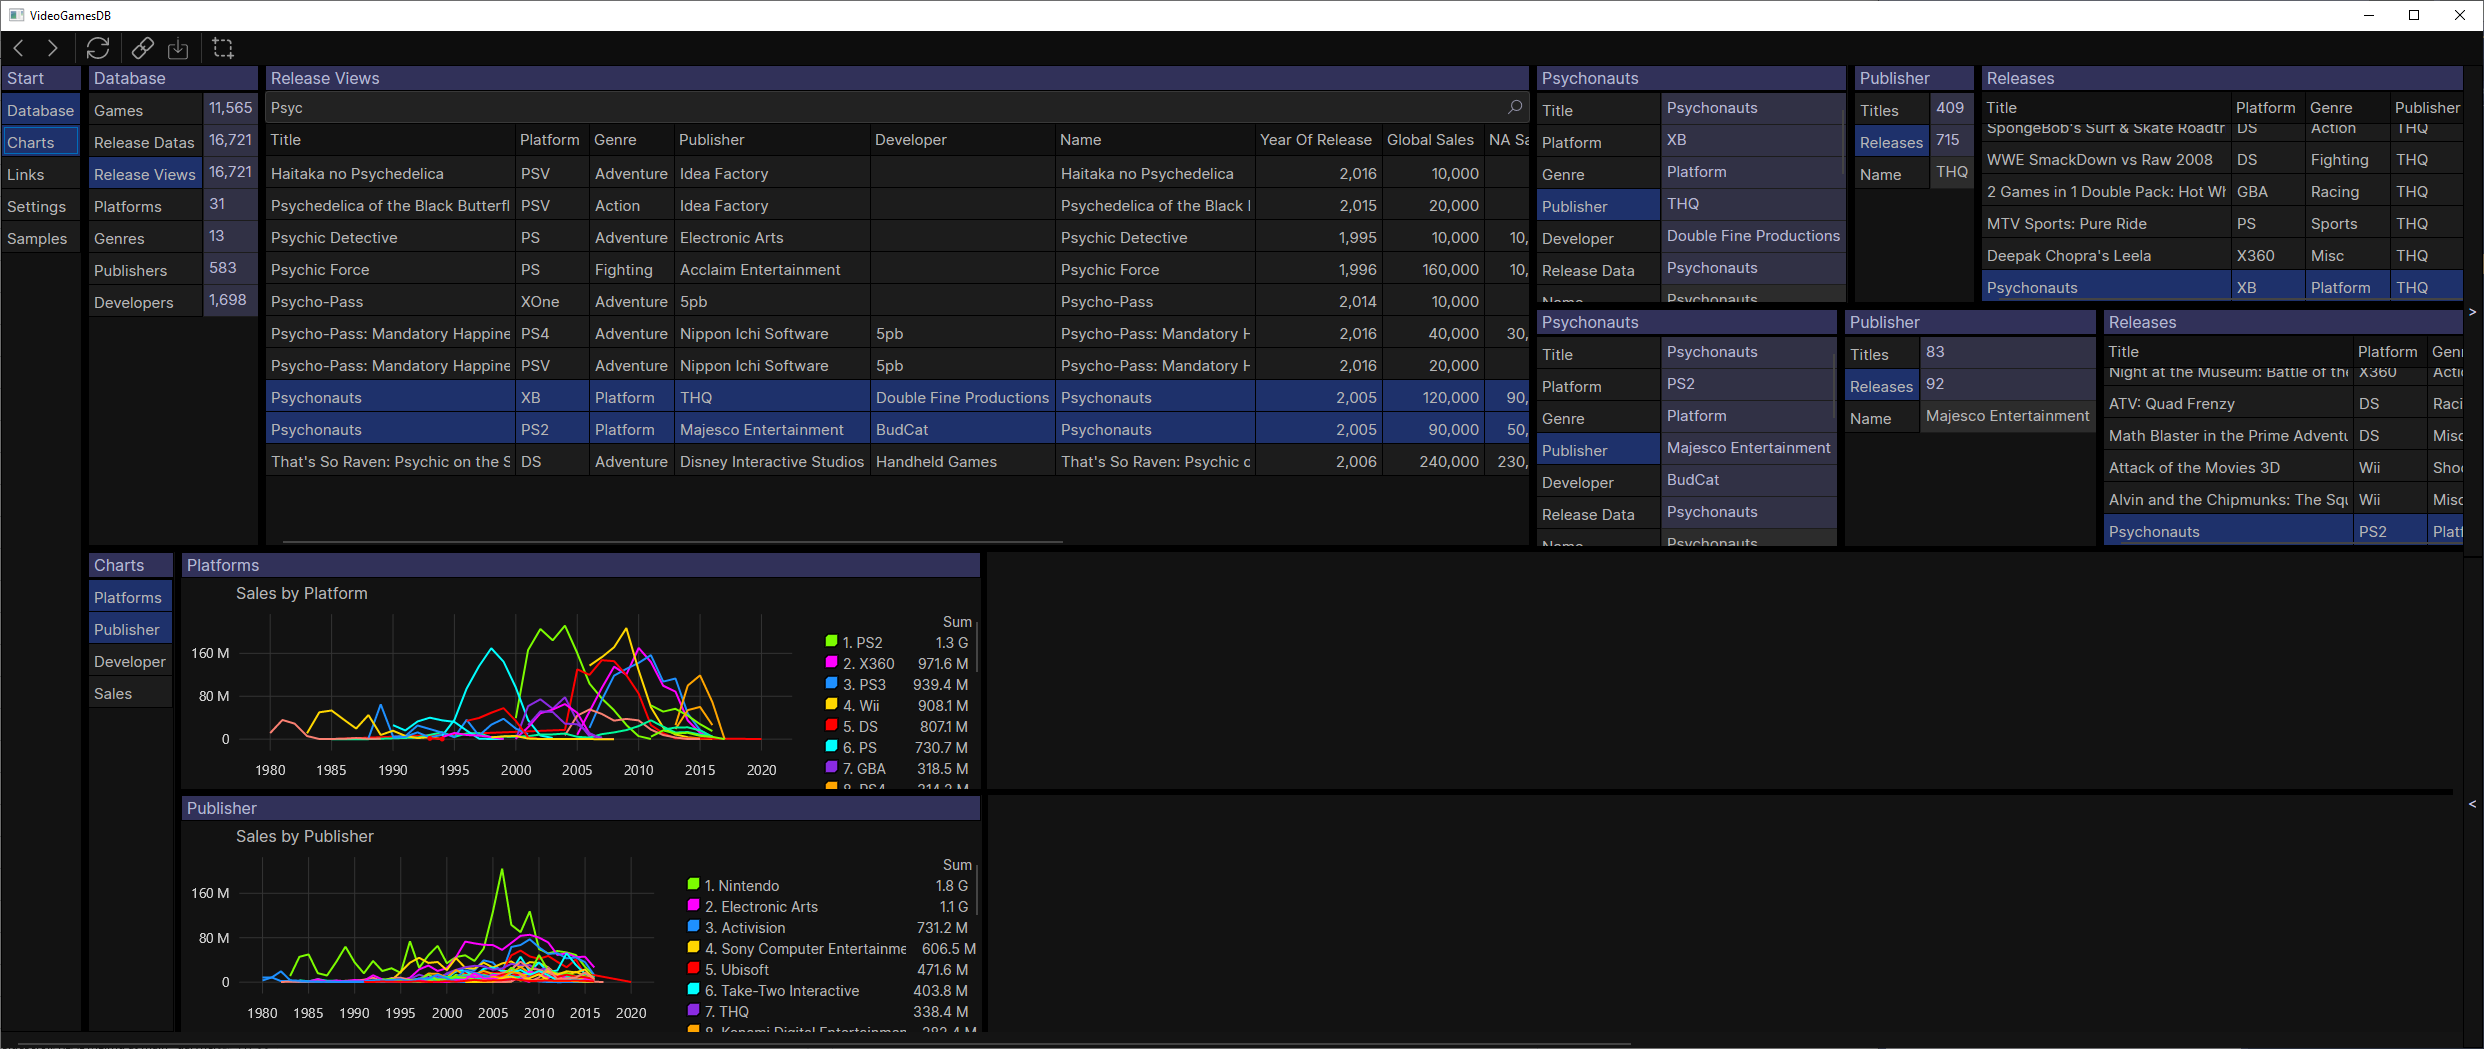 VideoGamesDB
Start
Database
Charts
Links
Settings
Samples
Database
Games 11,565
Release Datas 16,721
Release Views 16,721
Platforms 31
Genres 13
Publishers 583
Developers 1,698
Release Views
Psyc
Title Platform Genre Publisher Developer Name Year Of Release Global Sales NA Sa
Haitaka no Psychedelica PSV Adventure Idea Factory Haitaka no Psychedelica 2,016 10,000
Psychedelica of the Black Butterfl PSV Action Idea Factory Psychedelica of the Black 2,015 20,000
Psychic Detective PS Adventure Electronic Arts Psychic Detective 1,995 10,000 10,
Psychic Force PS Fighting Acclaim Entertainment Psychic Force 1,996 160,000 10,
Psycho-Pass XOne Adventure 5pb Psycho-Pass 2,014 10,000
Psycho-Pass: Mandatory Happine PS4 Adventure Nippon Ichi Software 5pb Psycho-Pass: Mandatory H 2,016 40,000 30,
Psycho-Pass: Mandatory Happine PSV Adventure Nippon Ichi Software 5pb Psycho-Pass: Mandatory H 2,016 20,000
Psychonauts XB Platform THQ Double Fine Productions Psychonauts 2,005 120,000 90,
Psychonauts PS2 Platform Majesco Entertainment BudCat Psychonauts 2,005 90,000 50,
That's So Raven: Psychic on the S DS Adventure Disney Interactive Studios Handheld Games That's So Raven: Psychic o 2,006 240,000 230,
Psychonauts
Title Psychonauts
Platform XB
Genre Platform
Publisher THQ
Developer Double Fine Productions
Release Data Psychonauts
Name Psychonauts
Publisher
Titles 409
Releases 715
Name THQ
Releases
Title Platform Genre Publisher
SpongeBob's Surf & Skate Roadtr DS Action THQ
WWE SmackDown vs Raw 2008 DS Fighting THQ
2 Games in 1 Double Pack: Hot Wh GBA Racing THQ
MTV Sports: Pure Ride PS Sports THQ
Deepak Chopra's Leela X360 Misc THQ
Psychonauts XB Platform THQ
Psychonauts
Title Psychonauts
Platform PS2
Genre Platform
Publisher Majesco Entertainment
Developer BudCat
Release Data Psychonauts
Name Psychonauts
Publisher
Titles 83
Releases 92
Name Majesco Entertainment
Releases
Title Platform Gen
Night at the Museum: Battle of the X360 Acti
ATV: Quad Frenzy DS Raci
Math Blaster in the Prime Adventu DS Misc
Attack of the Movies 3D Wii Shoo
Alvin and the Chipmunks: The Squ Wii Misc
Psychonauts PS2 Platf
>
<
Charts
Platforms
Publisher
Developer
Sales
Platforms
Sales by Platform
160 M
80 M
0
1980 1985 1990 1995 2000 2005 2010 2015 2020
Sum
1. PS2 1.3 G
2. X360 971.6 M
3. PS3 939.4 M
4. Wii 908.1 M
5. DS 807.1 M
6. PS 730.7 M
7. GBA 318.5 M
8. PS4 314.2 M
Publisher
Sales by Publisher
160 M
80 M
0
1980 1985 1990 1995 2000 2005 2010 2015 2020
Sum
1. Nintendo 1.8 G
2. Electronic Arts 1.1 G
3. Activision 731.2 M
4. Sony Computer Entertainme 606.5 M
5. Ubisoft 471.6 M
6. Take-Two Interactive 403.8 M
7. THQ 338.4 M
8. Konami Digital Entertainmen